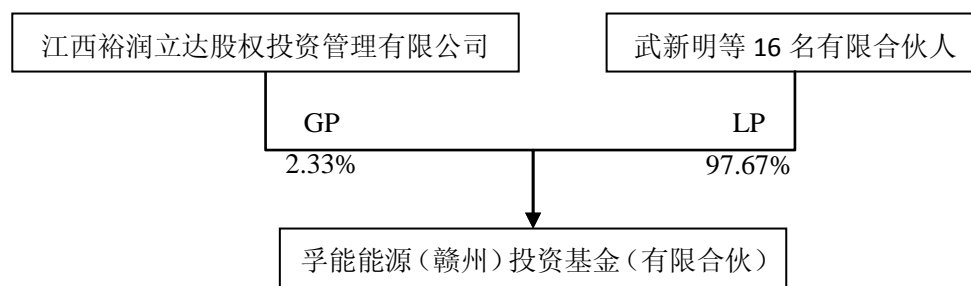 江西裕润立达股权投资管理有限公司
武新明等 16 名有限合伙人
GP
LP
2.33%
97.67%
孚能能源（赣州）投资基金（有限合伙）